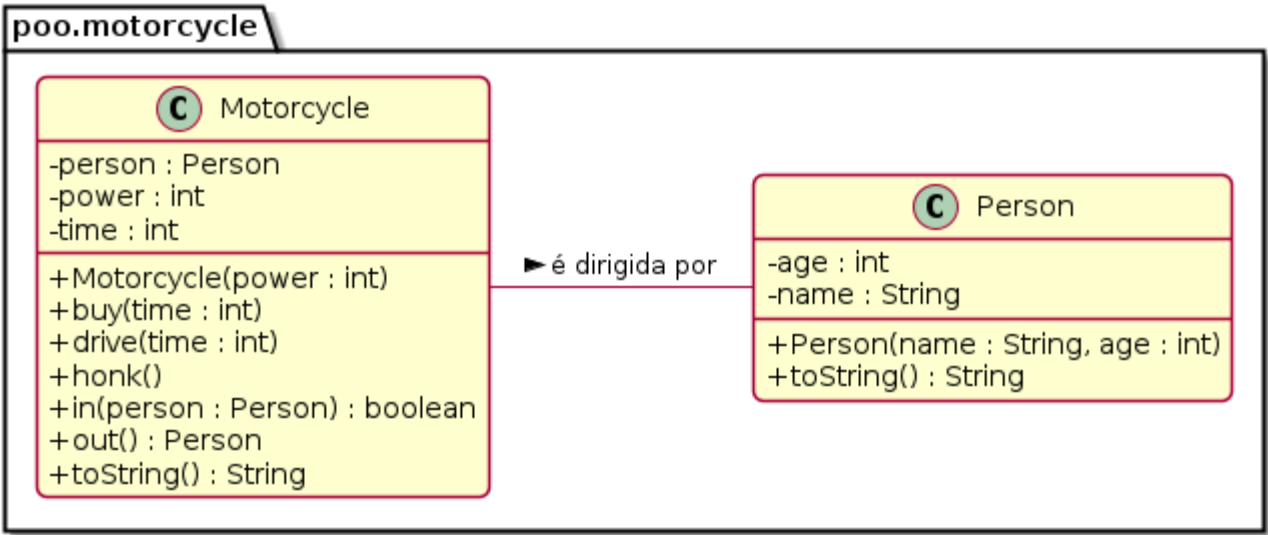 poo.motorcycle
C Motorcycle
-person : Person
-power : int
-time : int
+Motorcycle(power : int)
+buy(time : int)
+drive(time : int)
+honk()
+in(person : Person) : boolean
+out() : Person
+toString() : String
é dirigida por
C Person
-age : int
-name : String
+Person(name : String, age : int)
+toString() : String